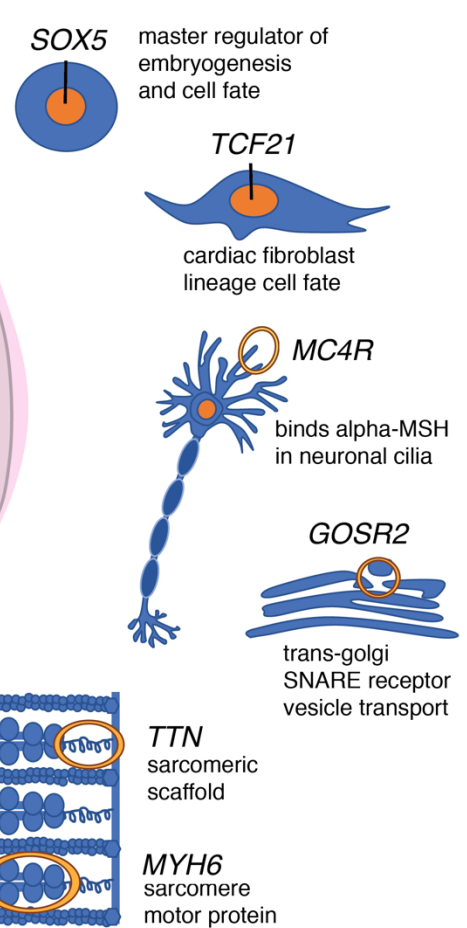 SOX5
master regulator of
embryogenesis
and cell fate
TCF21
cardiac fibroblast
lineage cell fate
MC4R
binds alpha-MSH
in neuronal cilia
GOSR2
trans-golgi
SNARE receptor
vesicle transport
TTN
sarcomeric
scaffold
MYH6
sarcomere
motor protein